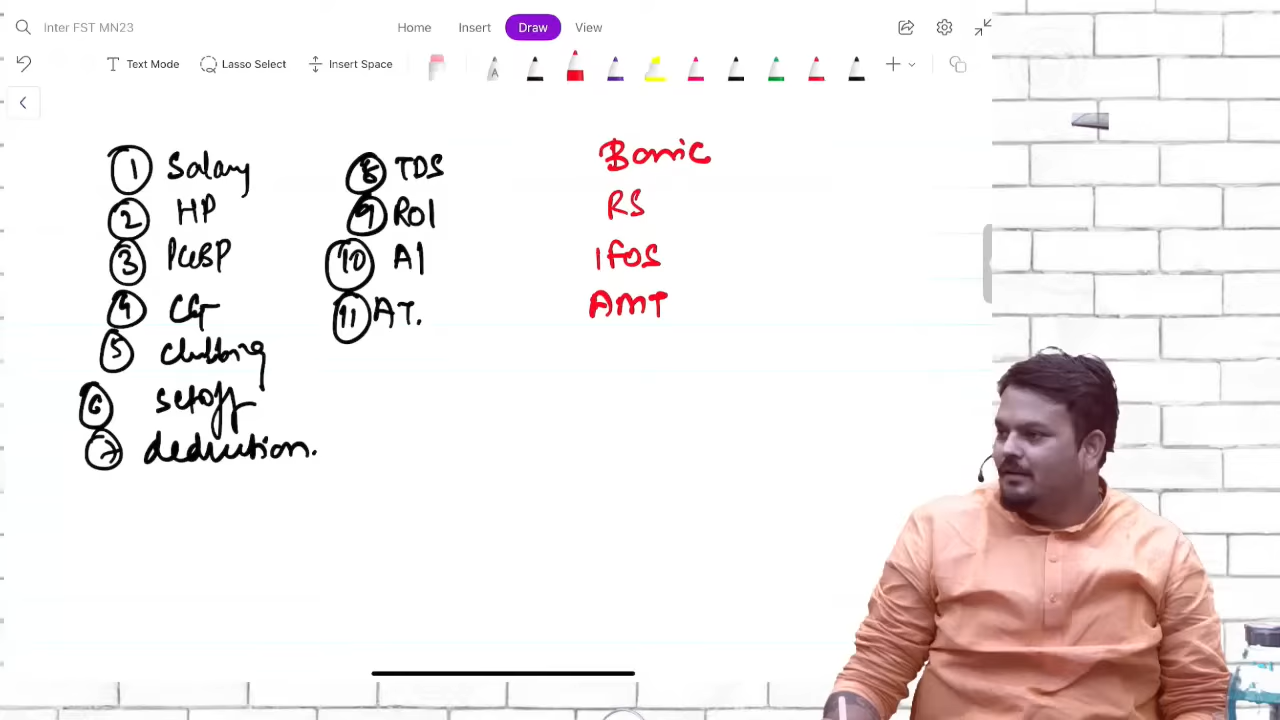 Inter FST MN23
Home Insert Draw View
Text Mode Lasso Select Insert Space
A
1 Salary
2 HP
3 PGBP
4 CG
5 clubbing
6 setoff
7 deduction.
8 TDS
9 ROI
10 AI
11 AT.
Basic
RS
IFOS
AMT